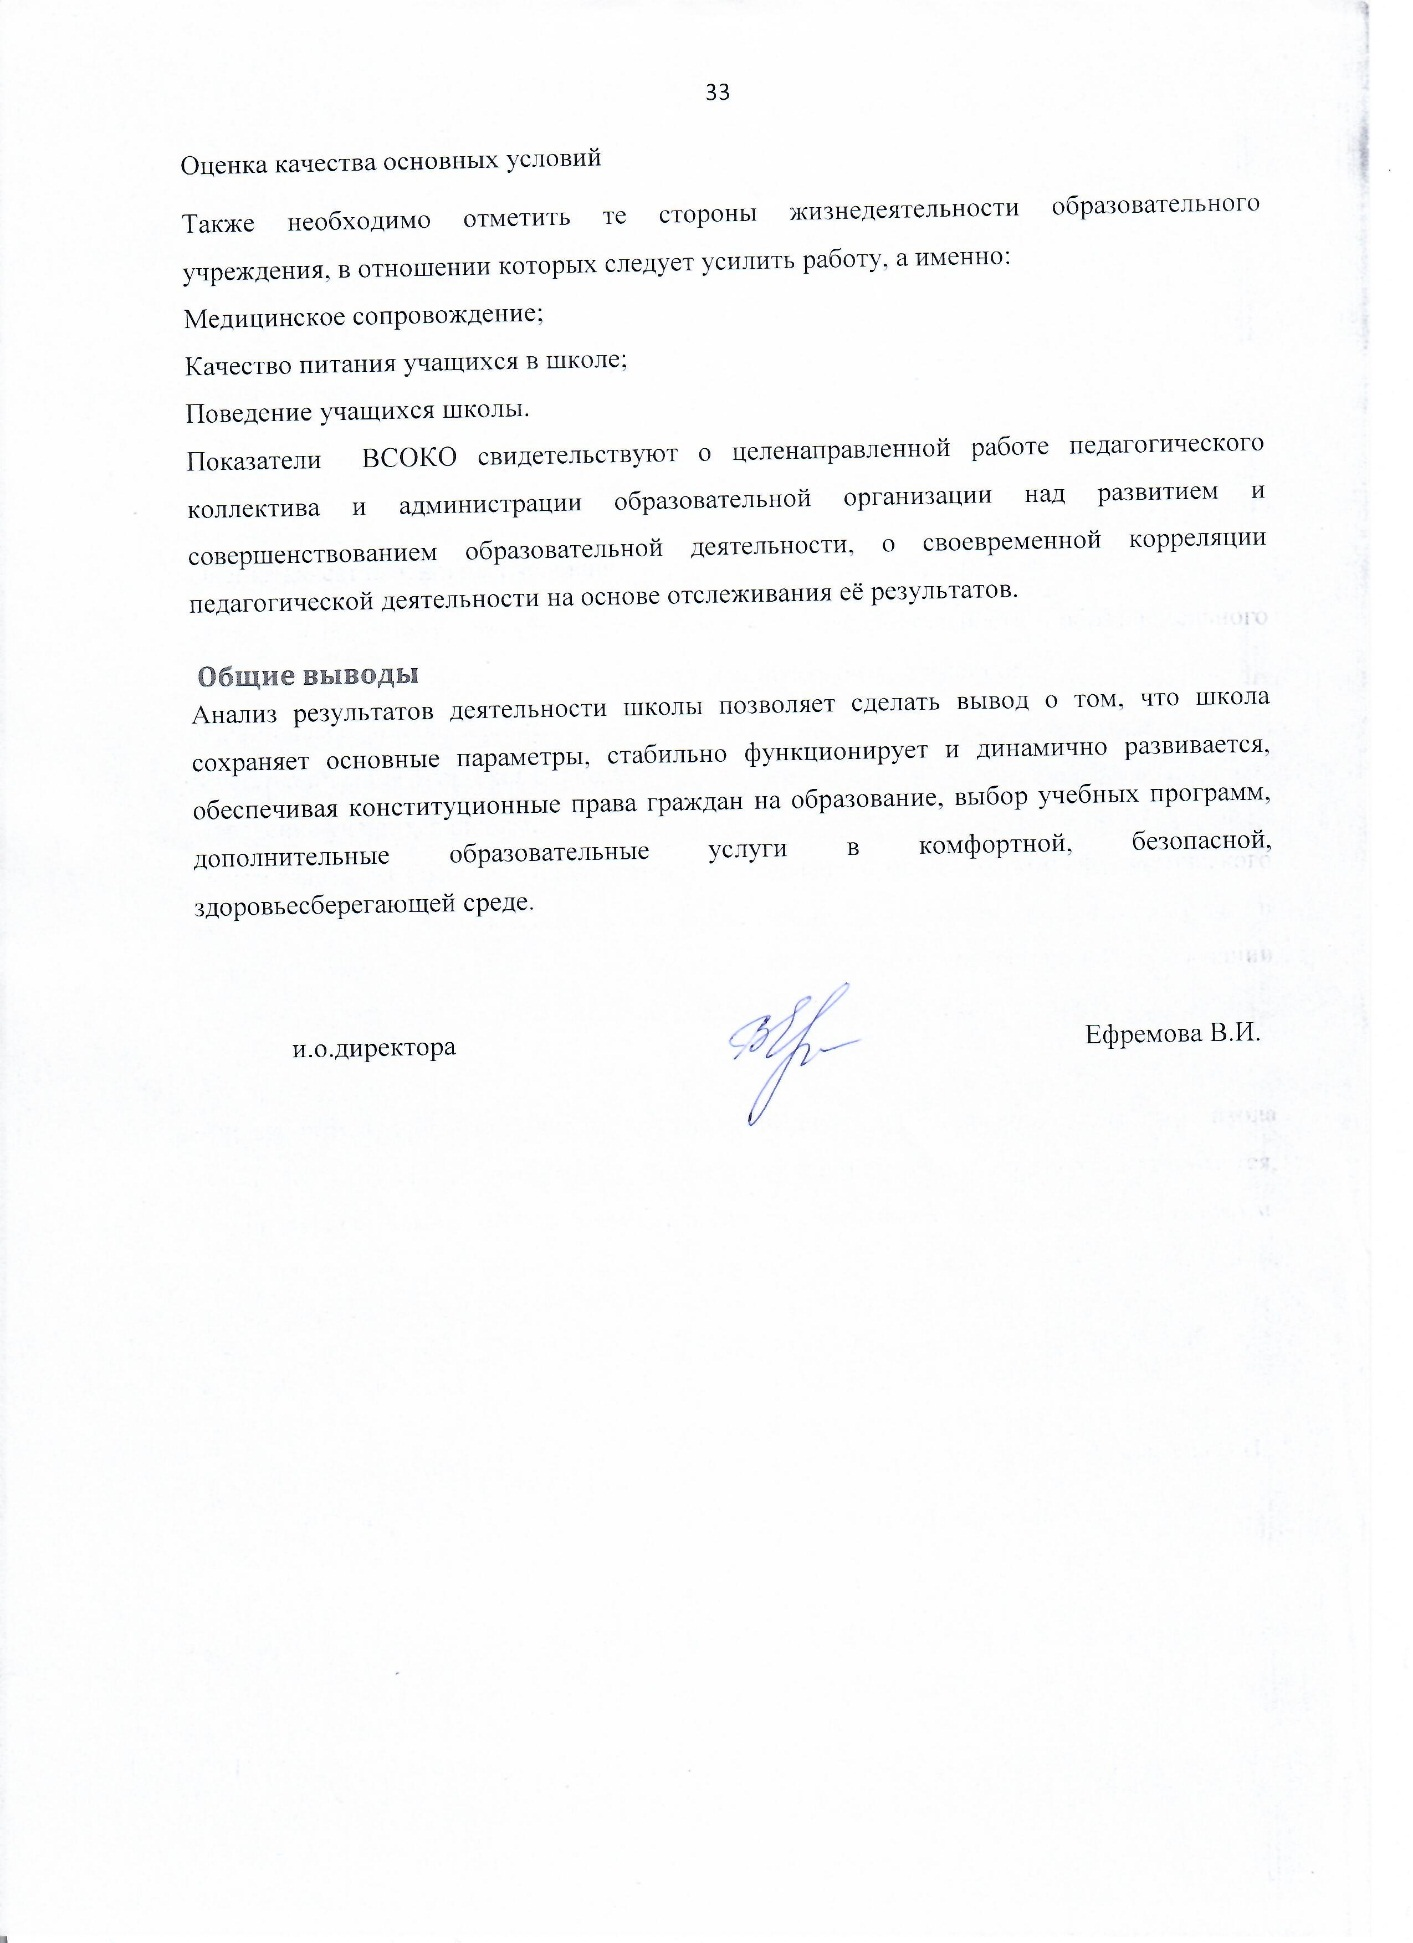 33
Оценка качества основных условий
Также необходимо отметить те стороны жизнедеятельности образовательного
учреждения, в отношении которых следует усилить работу, а именно:
Медицинское сопровождение;
Качество питания учащихся в школе;
Поведение учащихся школы.
Показатели ВСОКО свидетельствуют о целенаправленной работе педагогического
коллектива и администрации образовательной организации над развитием и
совершенствованием образовательной деятельности, о своевременной корреляции
педагогической деятельности на основе отслеживания её результатов.
Общие выводы
Анализ результатов деятельности школы позволяет сделать вывод о том, что школа
сохраняет основные параметры, стабильно функционирует и динамично развивается,
обеспечивая конституционные права граждан на образование, выбор учебных программ,
дополнительные образовательные услуги в комфортной, безопасной,
здоровьесберегающей среде.
и.о.директора Ефремова В.И.